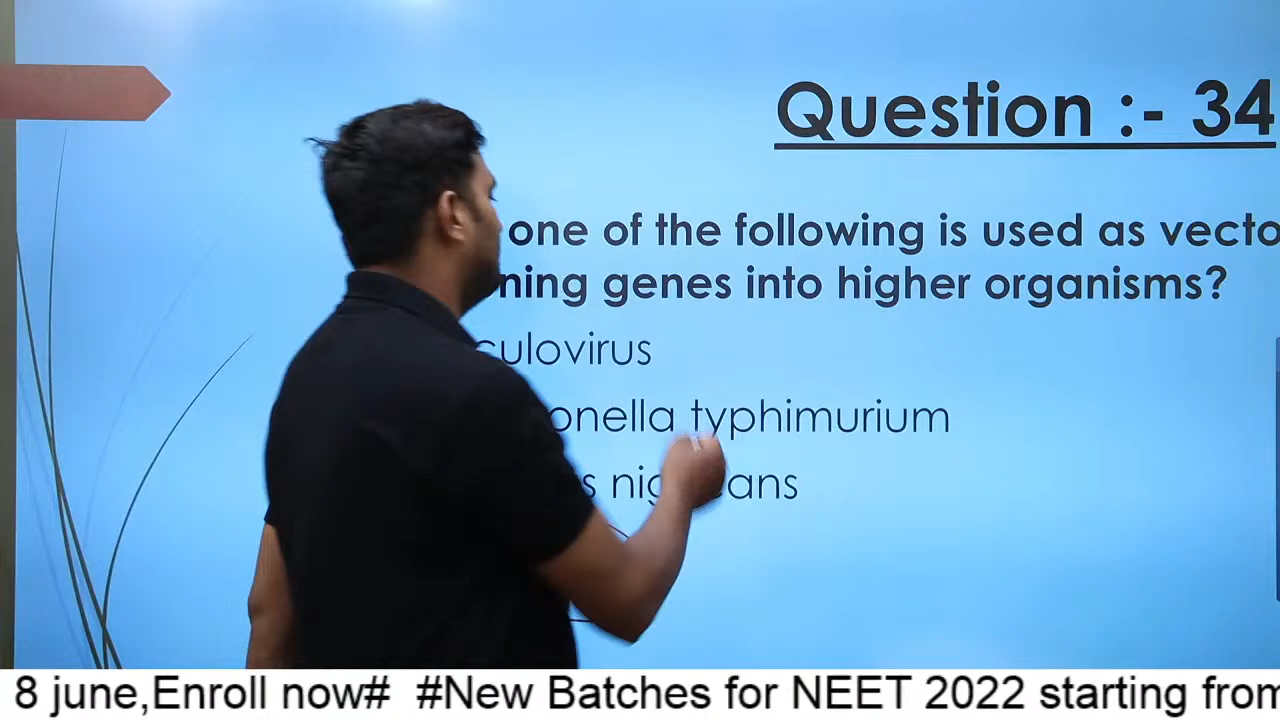 Question :- 34
one of the following is used as vecto
ning genes into higher organisms?
culovirus
onella typhimurium
s nig ans
8 june,Enroll now# #New Batches for NEET 2022 starting from